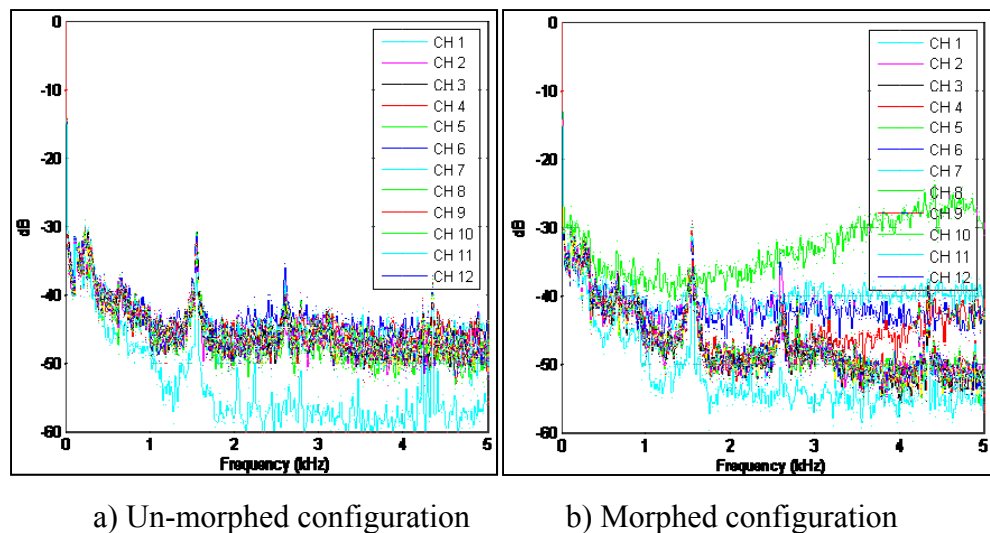 0
-10
-20
-30
-40
-50
-60
dB
0 1 2 3 4 5
Frequency (kHz)
CH 1
CH 2
CH 3
CH 4
CH 5
CH 6
CH 7
CH 8
CH 9
CH 10
CH 11
CH 12
0
-10
-20
-30
-40
-50
-60
dB
0 1 2 3 4 5
Frequency (kHz)
CH 1
CH 2
CH 3
CH 4
CH 5
CH 6
CH 7
CH 8
CH 9
CH 10
CH 11
CH 12
a) Un-morphed configuration
b) Morphed configuration